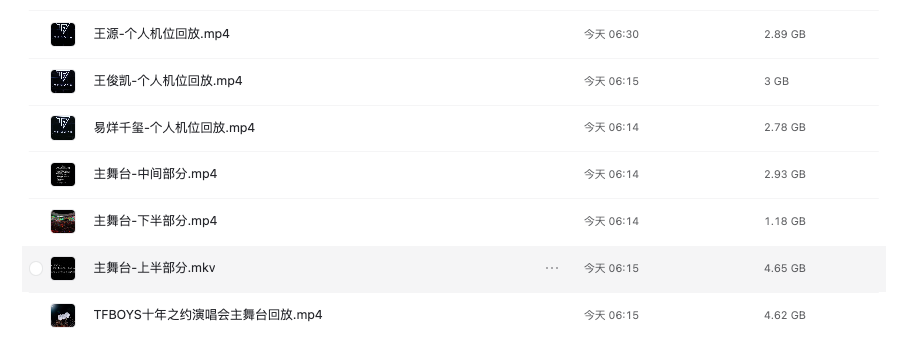 王源-个人机位回放.mp4 今天 06:30 2.89 GB
王俊凯-个人机位回放.mp4 今天 06:15 3 GB
易烊千玺-个人机位回放.mp4 今天 06:14 2.78 GB
主舞台-中间部分.mp4 今天 06:14 2.93 GB
主舞台-下半部分.mp4 今天 06:14 1.18 GB
主舞台-上半部分.mkv ··· 今天 06:15 4.65 GB
TFBOYS十年之约演唱会主舞台回放.mp4 今天 06:15 4.62 GB